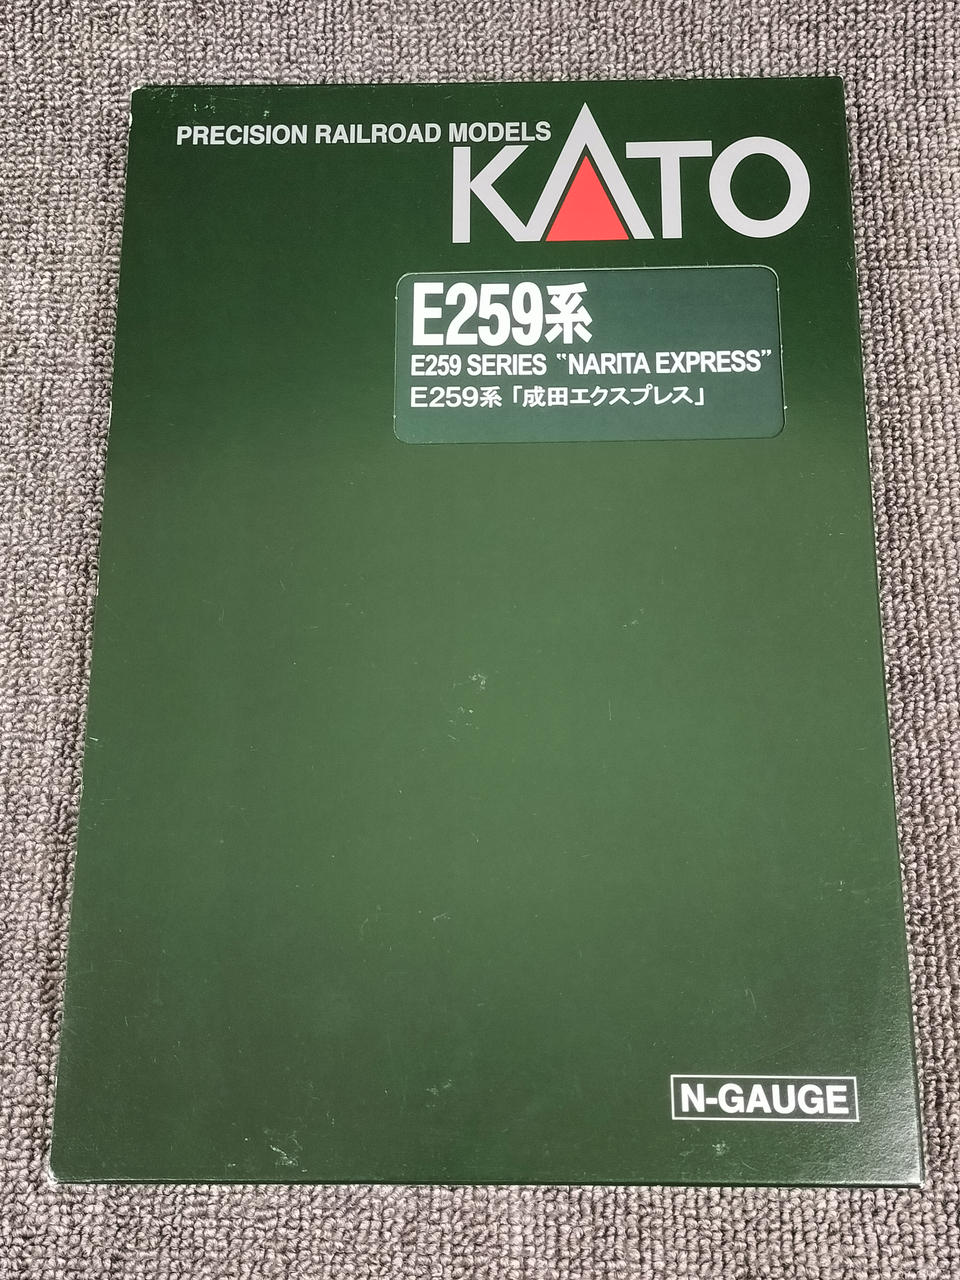 PRECISION RAILROAD MODELS
KATO
E259系
E259 SERIES “NARITA EXPRESS”
E259系「成田エクスプレス」
N-GAUGE